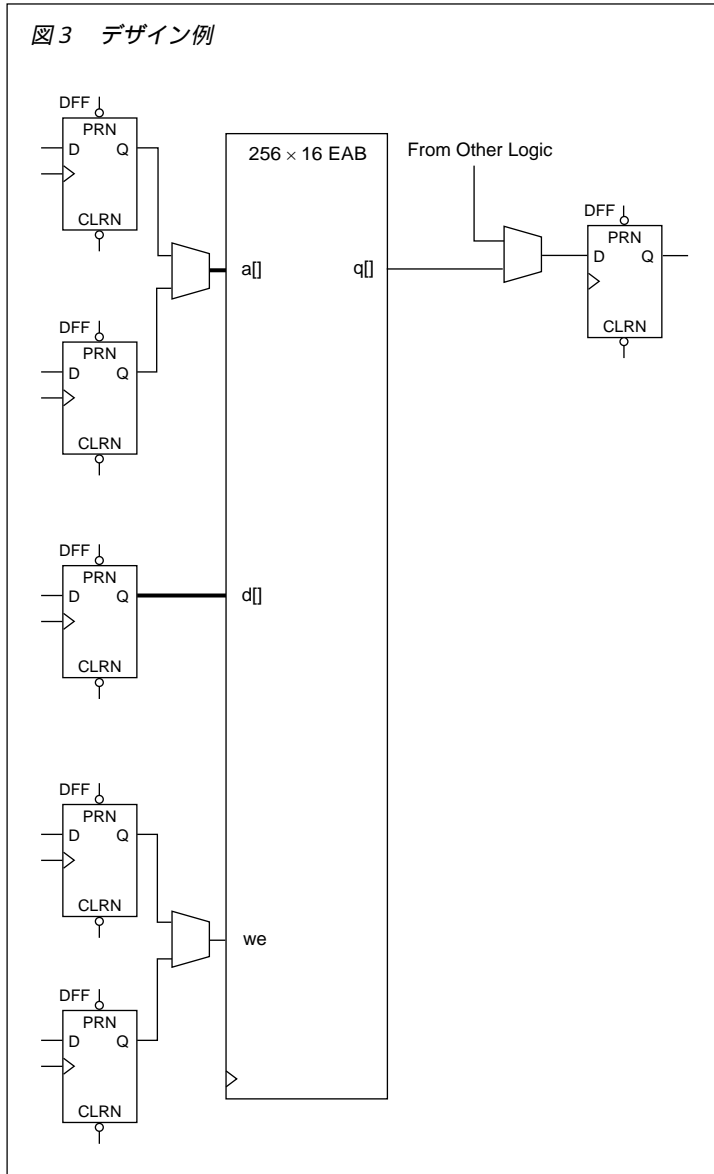 図 3　デザイン例
DFF
PRN
D Q
CLRN
DFF
PRN
D Q
CLRN
DFF
PRN
D Q
CLRN
DFF
PRN
D Q
CLRN
DFF
PRN
D Q
CLRN
256 × 16 EAB
a[]
q[]
d[]
we
From Other Logic
DFF
PRN
D Q
CLRN